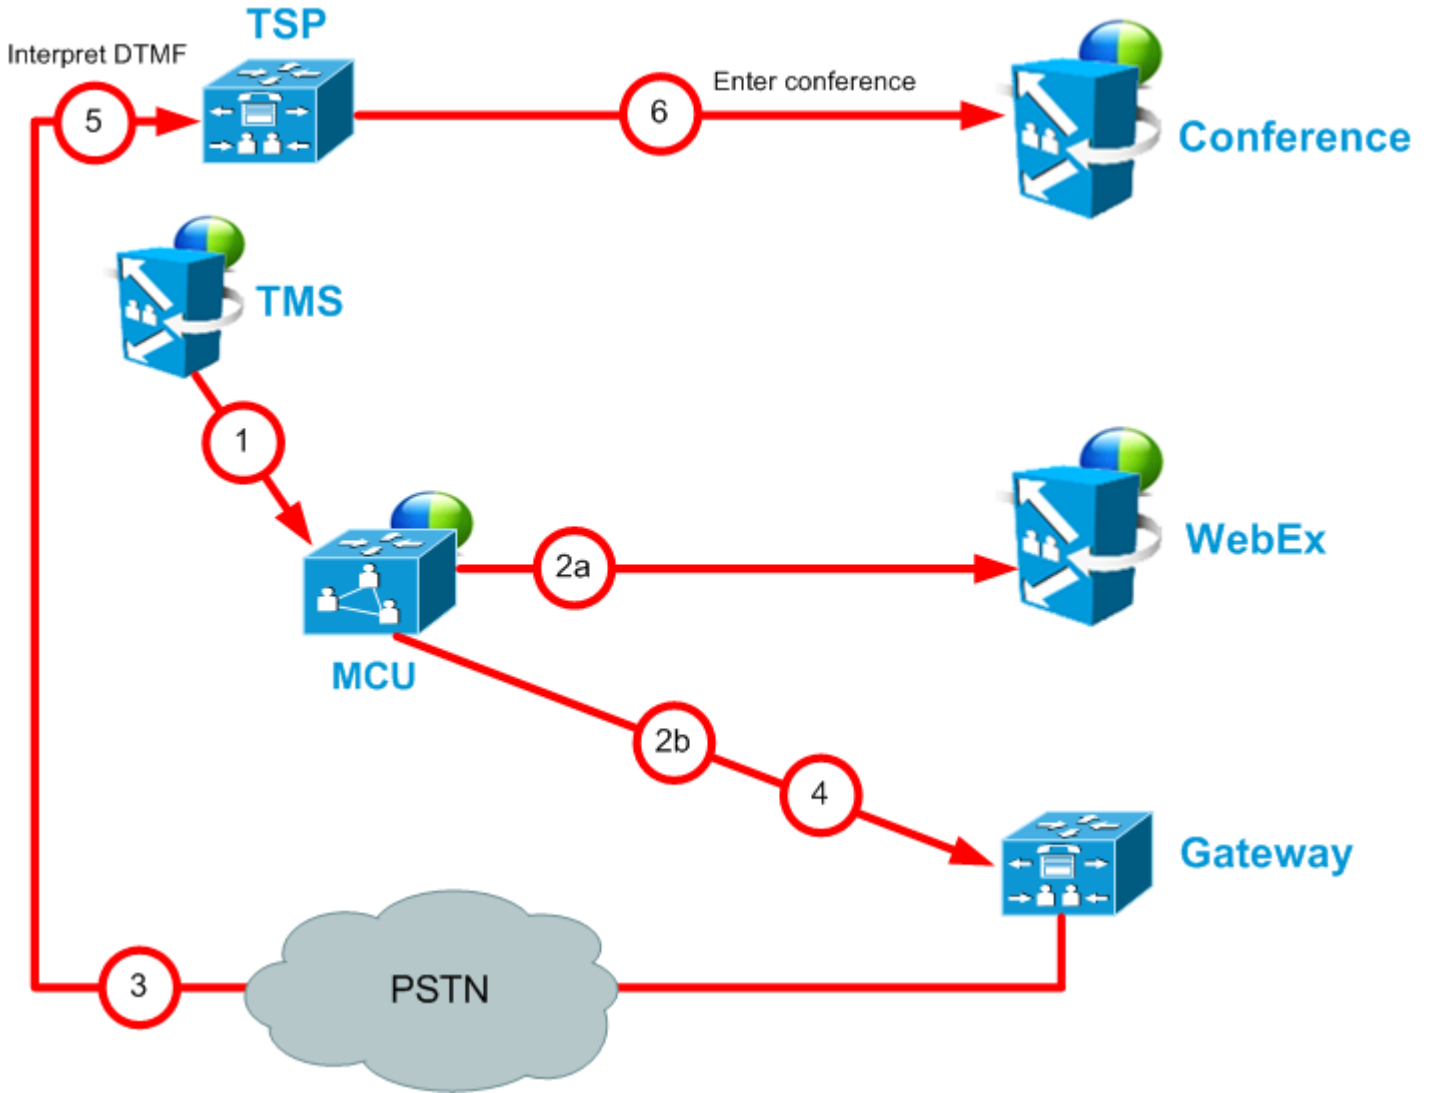 TSP
Interpret DTMF
5
6
Enter conference
Conference
TMS
1
2a
WebEx
MCU
2b
4
Gateway
3
PSTN